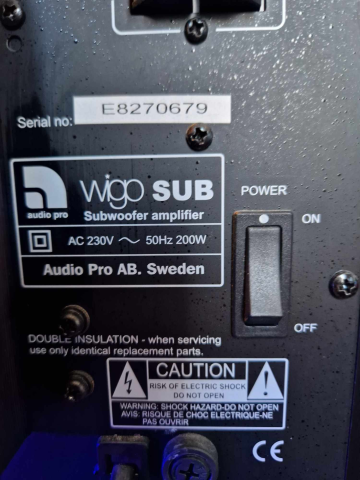 Serial no: E8270679
audio pro
wigo SUB
Subwoofer amplifier
AC 230V ~ 50Hz 200W
Audio Pro AB. Sweden
POWER
ON
OFF
DOUBLE INSULATION - when servicing
use only identical replacement parts.
CAUTION
RISK OF ELECTRIC SHOCK
DO NOT OPEN
WARNING: SHOCK HAZARD-DO NOT OPEN
AVIS: RISQUE DE CHOC ELECTRIQUE-NE
PAS OUVRIR
CE